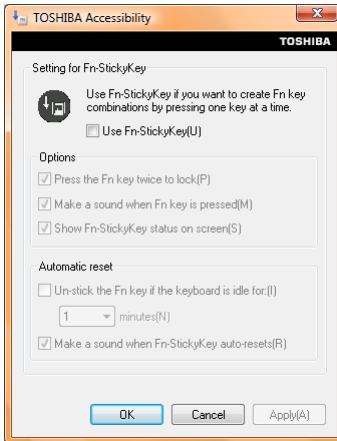 TOSHIBA Accessibility
TOSHIBA
Setting for Fn-StickyKey
Use Fn-StickyKey if you want to create Fn key
combinations by pressing one key at a time.
Use Fn-StickyKey(U)
Options
Press the Fn key twice to lock(P)
Make a sound when Fn key is pressed(M)
Show Fn-StickyKey status on screen(S)
Automatic reset
Un-stick the Fn key if the keyboard is idle for:(I)
1 minutes(N)
Make a sound when Fn-StickyKey auto-resets(R)
OK Cancel Apply(A)